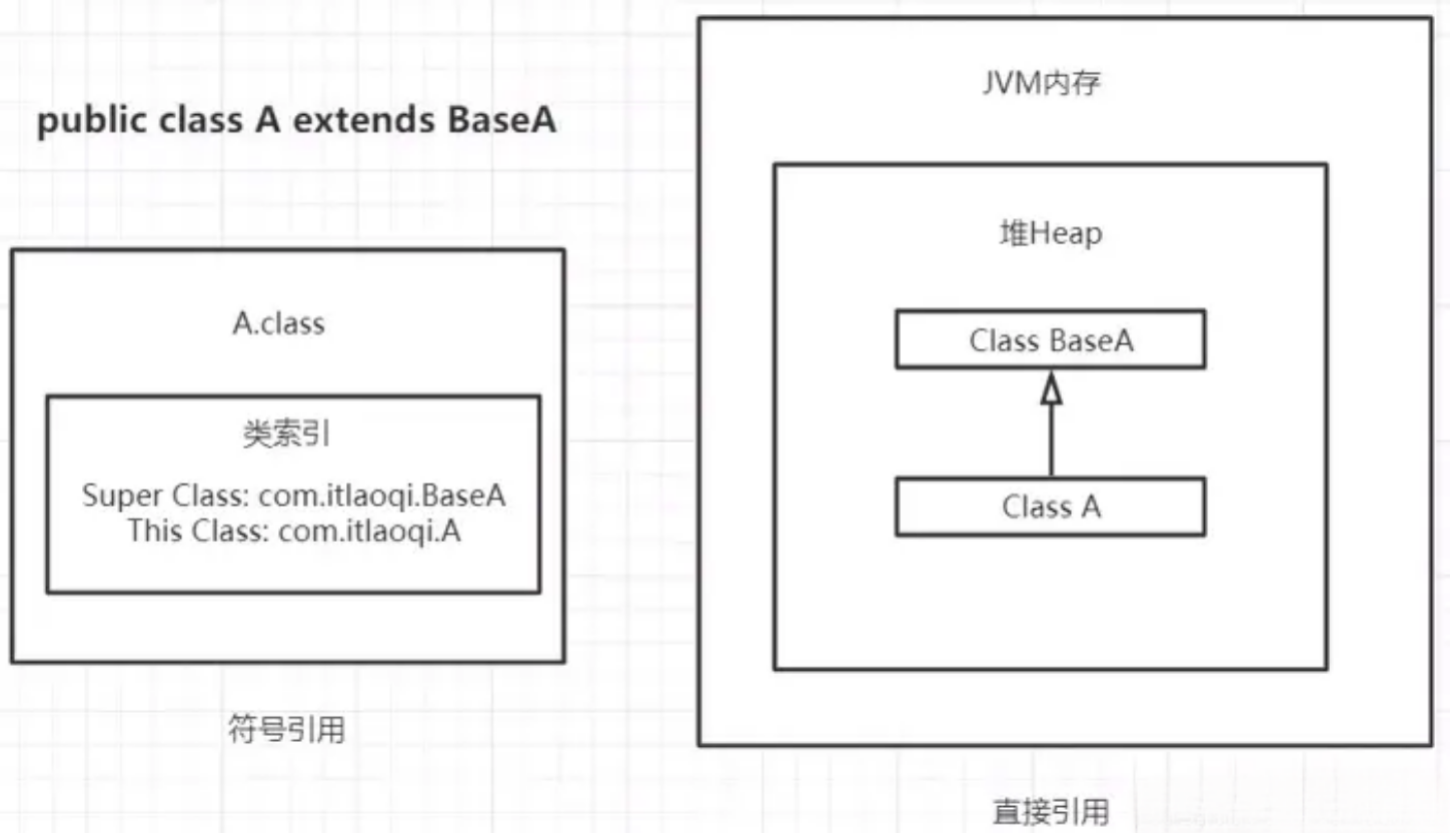 public class A extends BaseA
A.class
类索引
Super Class: com.itlaoqi.BaseA
This Class: com.itlaoqi.A
符号引用
JVM内存
堆Heap
Class BaseA
Class A
直接引用